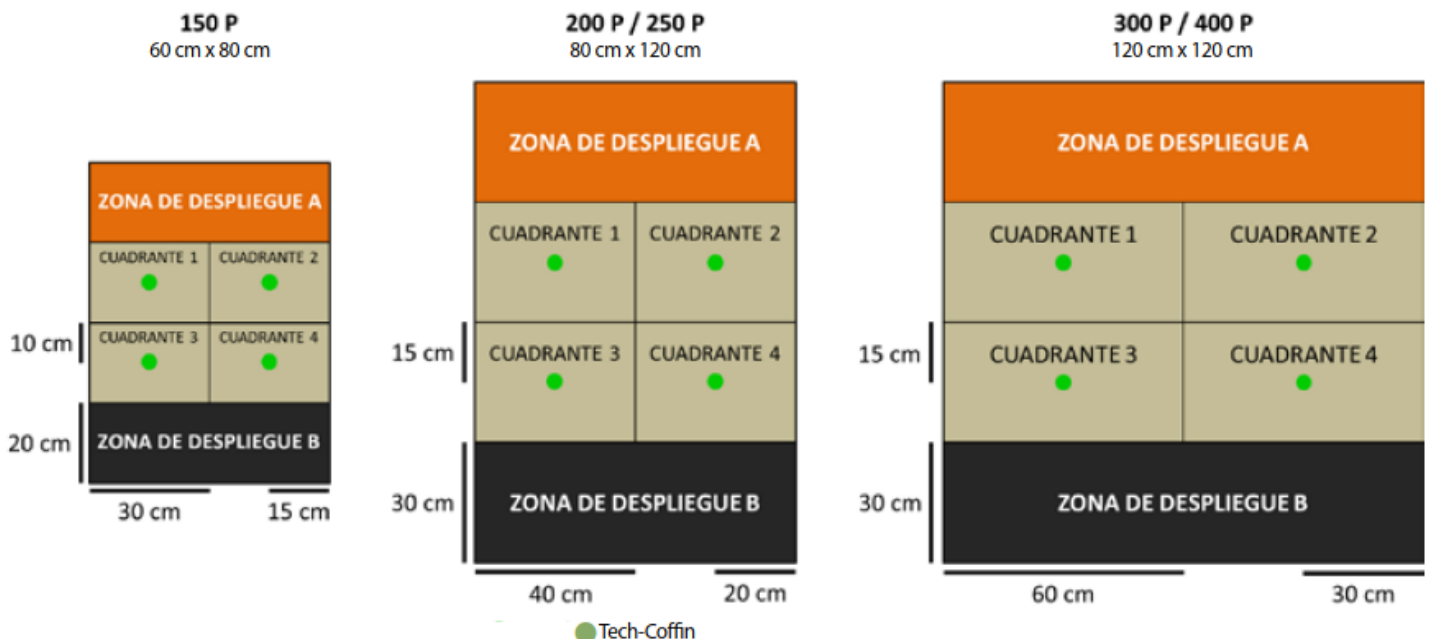 150 P
60 cm x 80 cm
ZONA DE DESPLIEGUE A
CUADRANTE 1
CUADRANTE 2
10 cm
CUADRANTE 3
CUADRANTE 4
20 cm
ZONA DE DESPLIEGUE B
30 cm
15 cm
200 P / 250 P
80 cm x 120 cm
ZONA DE DESPLIEGUE A
CUADRANTE 1
CUADRANTE 2
15 cm
CUADRANTE 3
CUADRANTE 4
30 cm
ZONA DE DESPLIEGUE B
40 cm
20 cm
300 P / 400 P
120 cm x 120 cm
ZONA DE DESPLIEGUE A
CUADRANTE 1
CUADRANTE 2
15 cm
CUADRANTE 3
CUADRANTE 4
30 cm
ZONA DE DESPLIEGUE B
60 cm
30 cm
Tech-Coffin